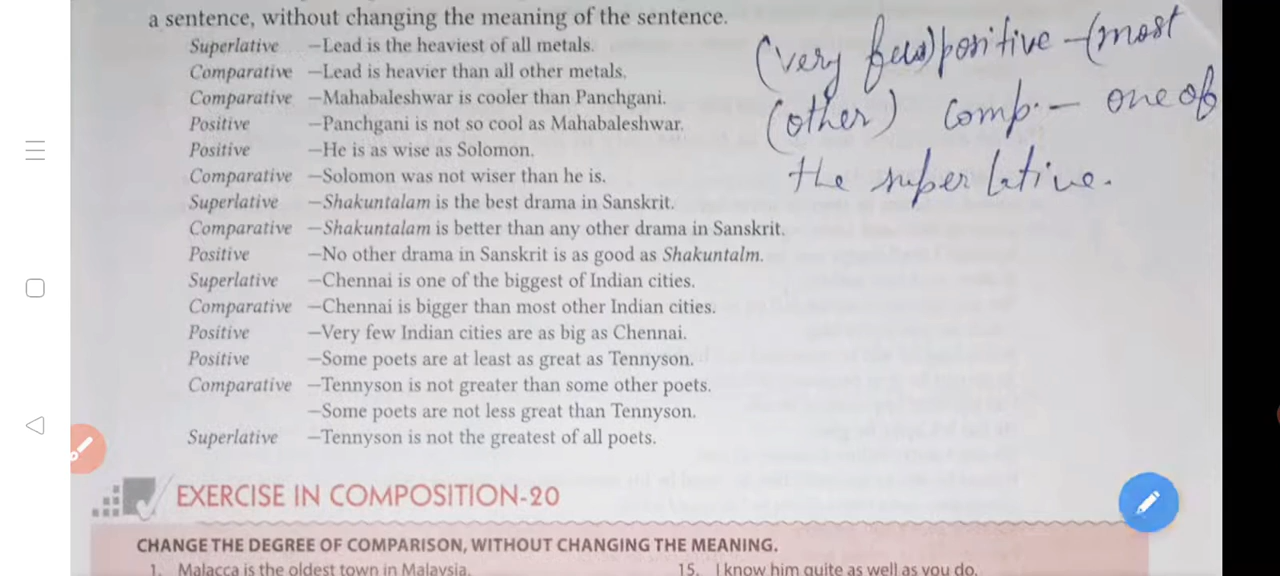 a sentence, without changing the meaning of the sentence.
Superlative –Lead is the heaviest of all metals.
Comparative –Lead is heavier than all other metals.
Comparative –Mahabaleshwar is cooler than Panchgani.
Positive –Panchgani is not so cool as Mahabaleshwar.
Positive –He is as wise as Solomon.
Comparative –Solomon was not wiser than he is.
Superlative –Shakuntalam is the best drama in Sanskrit.
Comparative –Shakuntalam is better than any other drama in Sanskrit.
Positive –No other drama in Sanskrit is as good as Shakuntalm.
Superlative –Chennai is one of the biggest of Indian cities.
Comparative –Chennai is bigger than most other Indian cities.
Positive –Very few Indian cities are as big as Chennai.
Positive –Some poets are at least as great as Tennyson.
Comparative –Tennyson is not greater than some other poets.
–Some poets are not less great than Tennyson.
Superlative –Tennyson is not the greatest of all poets.
(very few) positive – (most
(other) comp. – one of
the superlative.
EXERCISE IN COMPOSITION-20
CHANGE THE DEGREE OF COMPARISON, WITHOUT CHANGING THE MEANING.
1. Malacca is the oldest town in Malaysia.
15. I know him quite as well as you do.